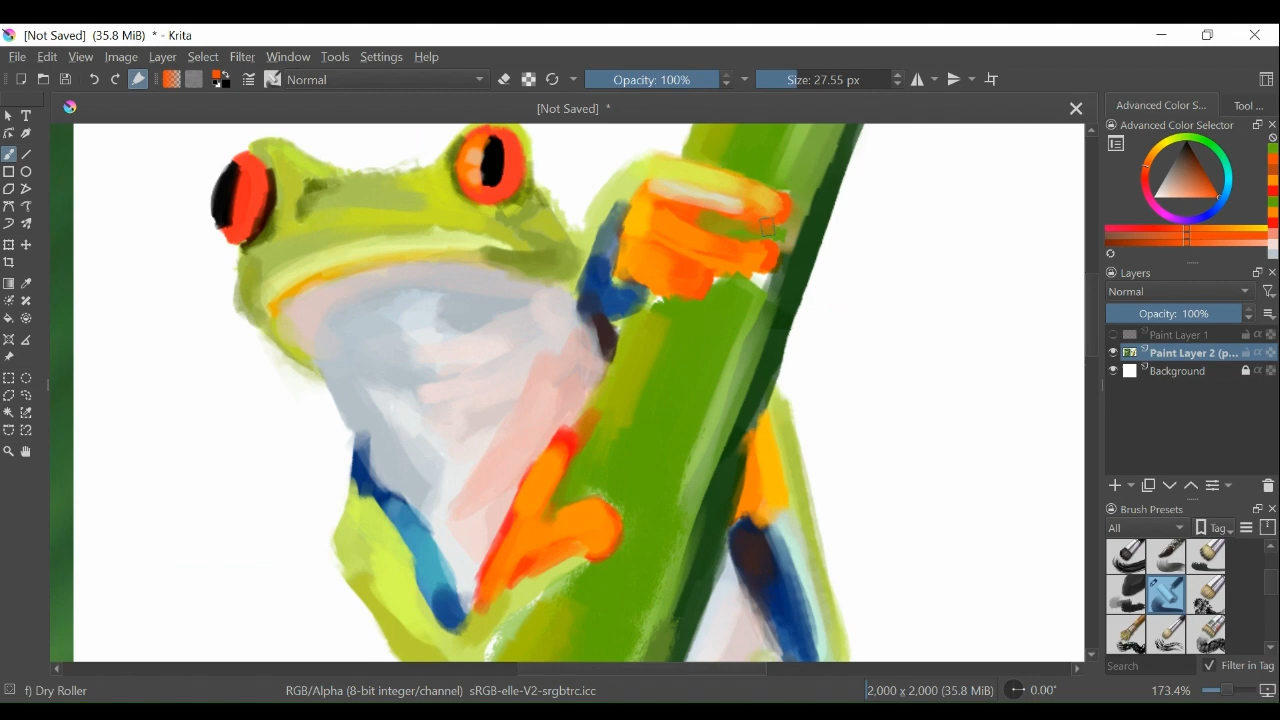 [Not Saved] (35.8 MiB) * - Krita
File Edit View Image Layer Select Filter Window Tools Settings Help
Normal Opacity: 100% Size: 27.55 px
[Not Saved] *
Advanced Color S... Tool ...
Advanced Color Selector
Layers
Normal
Opacity: 100%
Paint Layer 1
Paint Layer 2 (p...
Background
Brush Presets
All Tag
Search Filter in Tag
f) Dry Roller RGB/Alpha (8-bit integer/channel) sRGB-elle-V2-srgbtrc.icc 2,000 x 2,000 (35.8 MiB) 0.00° 173.4%